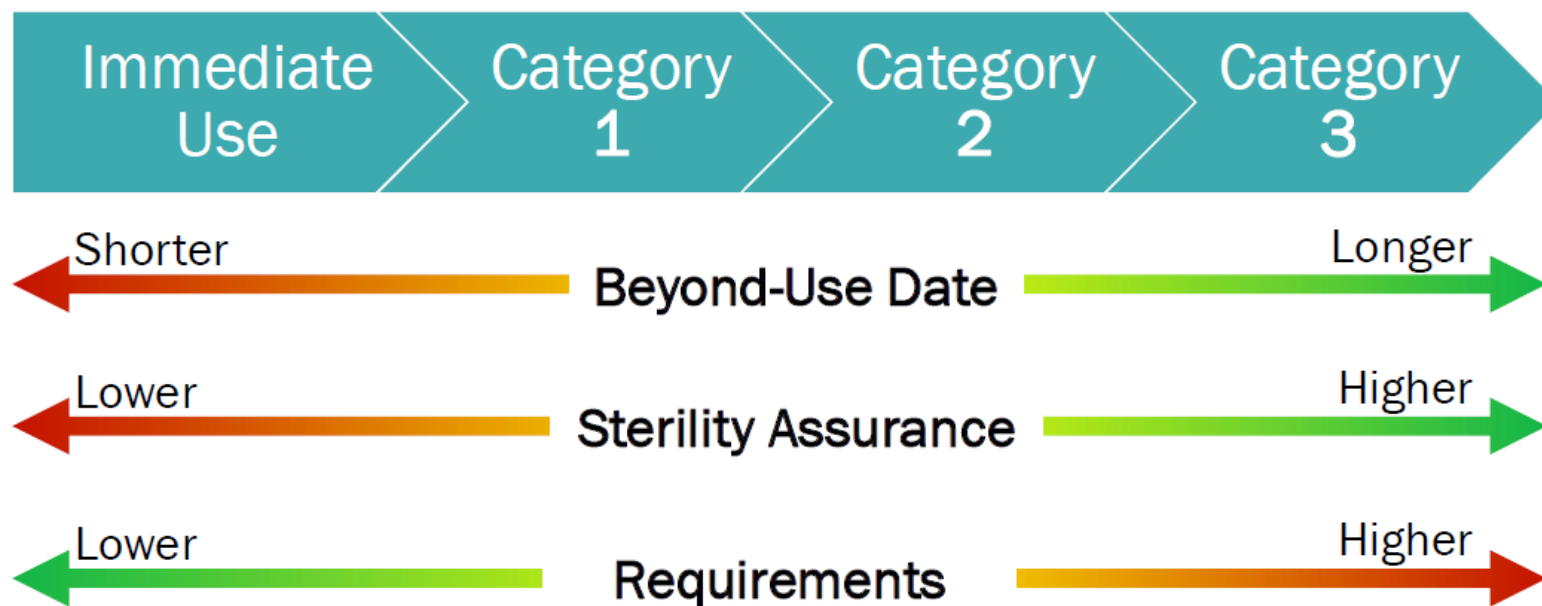 Immediate
Use
Category
1
Category
2
Category
3
Shorter
Beyond-Use Date
Longer
Lower
Sterility Assurance
Higher
Lower
Requirements
Higher